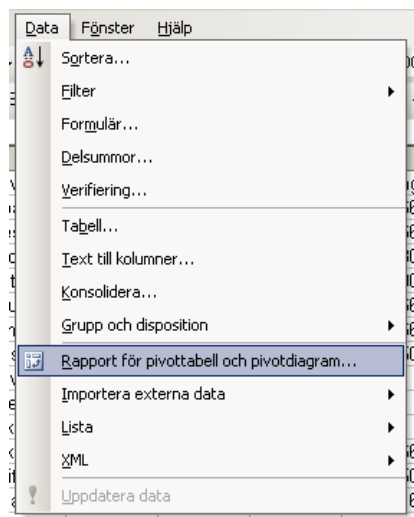 Data Fönster Hjälp
Sortera...
Filter
Formulär...
Delsummor...
Verifiering...
Tabell...
Text till kolumner...
Konsolidera...
Grupp och disposition
Rapport för pivottabell och pivotdiagram...
Importera externa data
Lista
XML
Uppdatera data